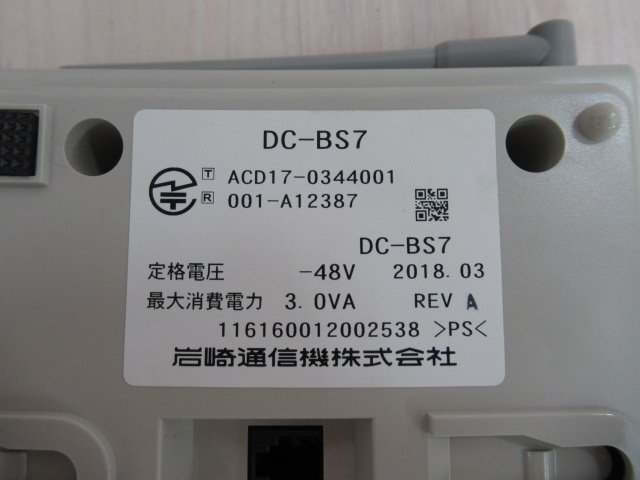 DC-BS7
T ACD17-0344001
R 001-A12387
DC-BS7
定格電圧 -48V 2018.03
最大消費電力 3.0VA REV A
116160012002538 >PS<
岩崎通信機株式会社